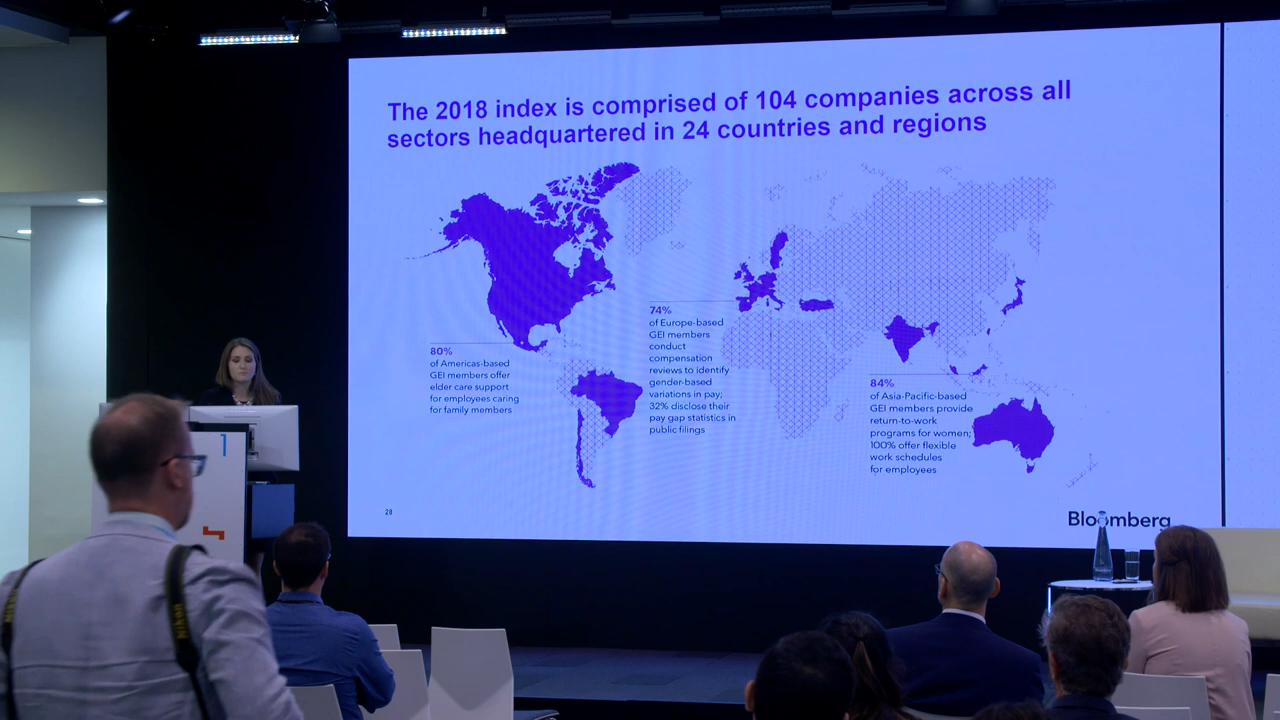 The 2018 index is comprised of 104 companies across all
sectors headquartered in 24 countries and regions
80%
of Americas-based
GEI members offer
elder care support
for employees caring
for family members
74%
of Europe-based
GEI members
conduct
compensation
reviews to identify
gender-based
variations in pay;
32% disclose their
pay gap statistics in
public filings
84%
of Asia-Pacific-based
GEI members provide
return-to-work
programs for women;
100% offer flexible
work schedules
for employees
28
Bloomberg
Nikon